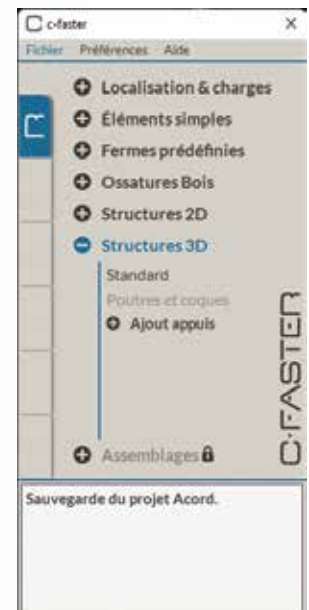 c-faster
Fichier Préférences Aide
Localisation & charges
Éléments simples
Fermes prédéfinies
Ossatures Bois
Structures 2D
Structures 3D
Standard
Poutres et coques
Ajout appuis
Assemblages
C·FASTER
Sauvegarde du projet Acord.